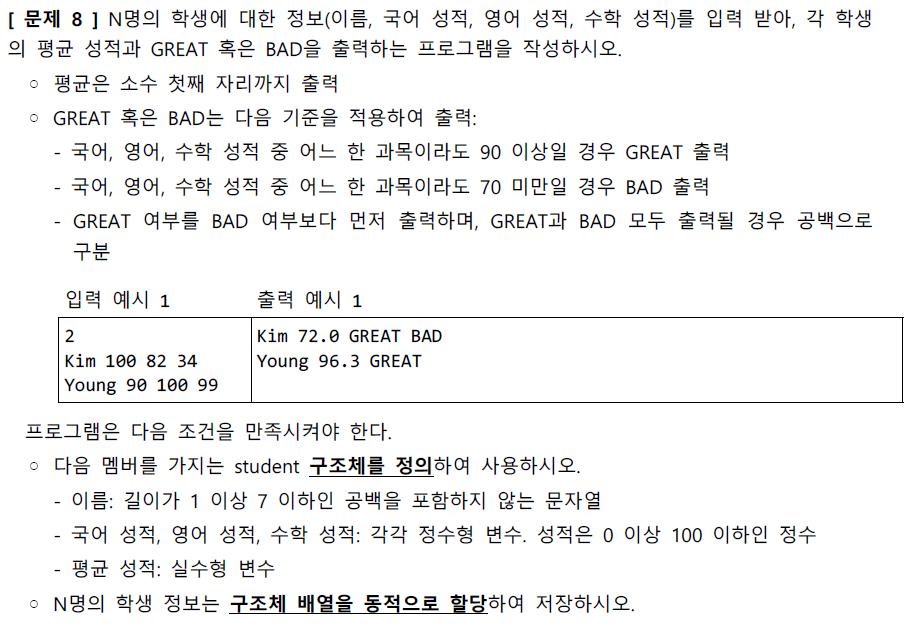 [ 문제 8 ] N명의 학생에 대한 정보(이름, 국어 성적, 영어 성적, 수학 성적)를 입력 받아, 각 학생
의 평균 성적과 GREAT 혹은 BAD을 출력하는 프로그램을 작성하시오.
○ 평균은 소수 첫째 자리까지 출력
○ GREAT 혹은 BAD는 다음 기준을 적용하여 출력:
- 국어, 영어, 수학 성적 중 어느 한 과목이라도 90 이상일 경우 GREAT 출력
- 국어, 영어, 수학 성적 중 어느 한 과목이라도 70 미만일 경우 BAD 출력
- GREAT 여부를 BAD 여부보다 먼저 출력하며, GREAT과 BAD 모두 출력될 경우 공백으로
구분
입력 예시 1 출력 예시 1
2 Kim 72.0 GREAT BAD
Kim 100 82 34 Young 96.3 GREAT
Young 90 100 99
프로그램은 다음 조건을 만족시켜야 한다.
○ 다음 멤버를 가지는 student 구조체를 정의하여 사용하시오.
- 이름: 길이가 1 이상 7 이하인 공백을 포함하지 않는 문자열
- 국어 성적, 영어 성적, 수학 성적: 각각 정수형 변수. 성적은 0 이상 100 이하인 정수
- 평균 성적: 실수형 변수
○ N명의 학생 정보는 구조체 배열을 동적으로 할당하여 저장하시오.